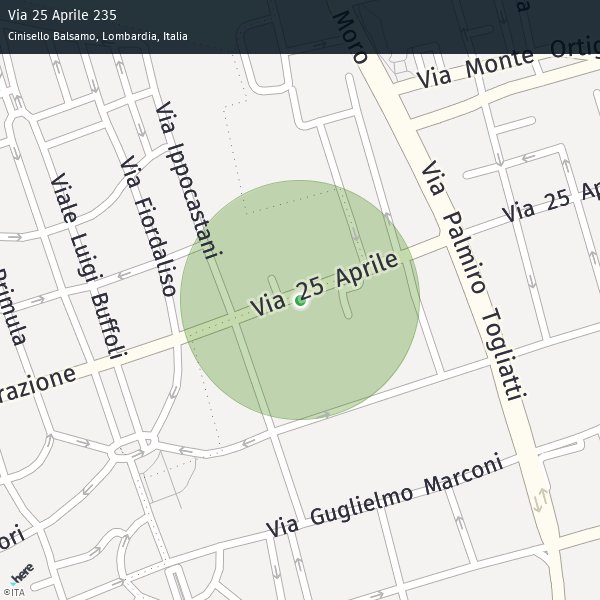 Via 25 Aprile 235
Cinisello Balsamo, Lombardia, Italia
Moro
Via Monte Ortig
Via Ippocastani
Via Fiordaliso
Viale Luigi Buffoli
Primula
Via Palmiro Togliatti
Via 25 Ap
Via 25 Aprile
razione
Via Guglielmo Marconi
ori
here
©ITA